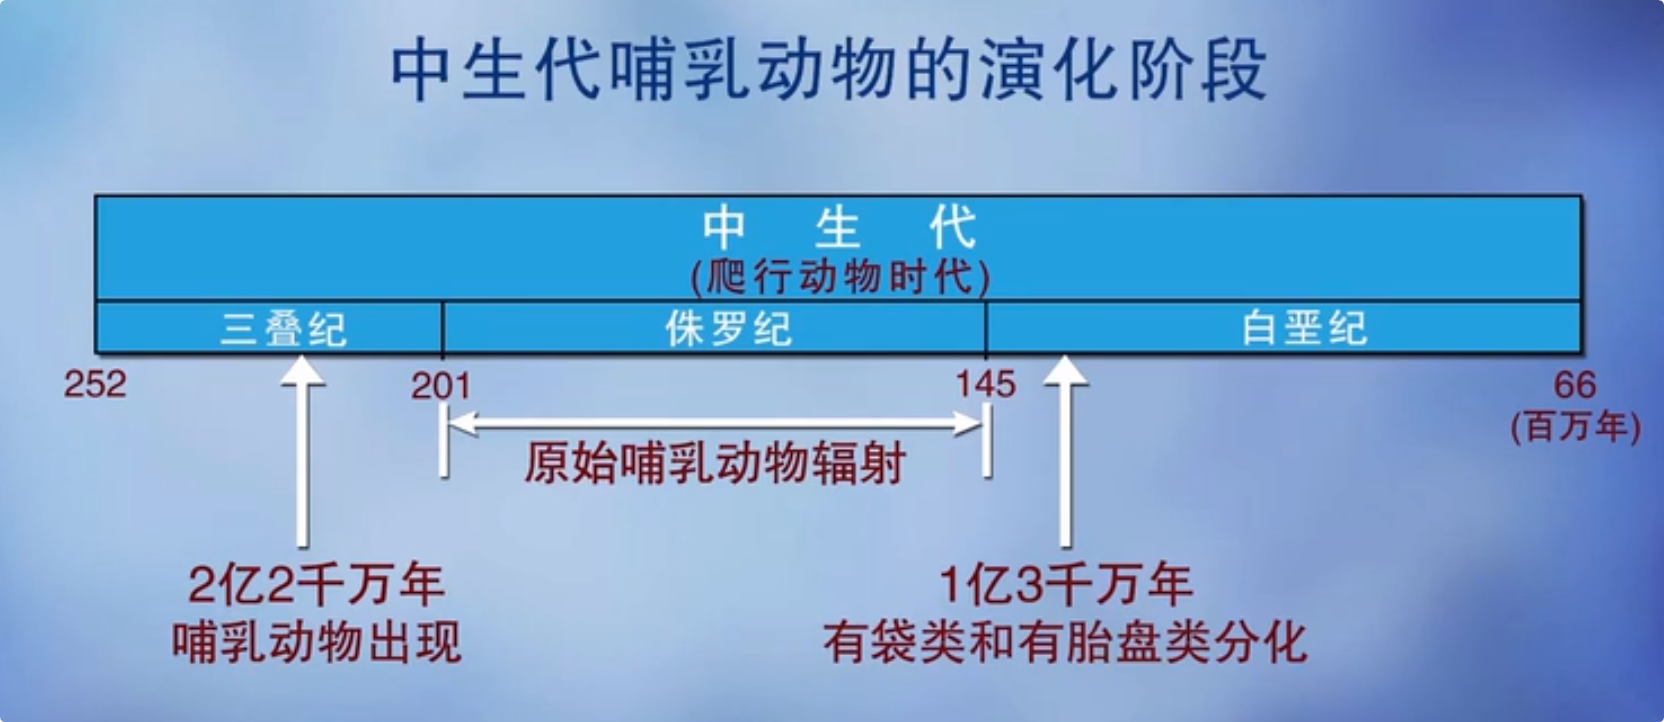 中生代哺乳动物的演化阶段
中 生 代
(爬行动物时代)
三叠纪 侏罗纪 白垩纪
252 201 145 66
(百万年)
原始哺乳动物辐射
2亿2千万年
哺乳动物出现
1亿3千万年
有袋类和有胎盘类分化